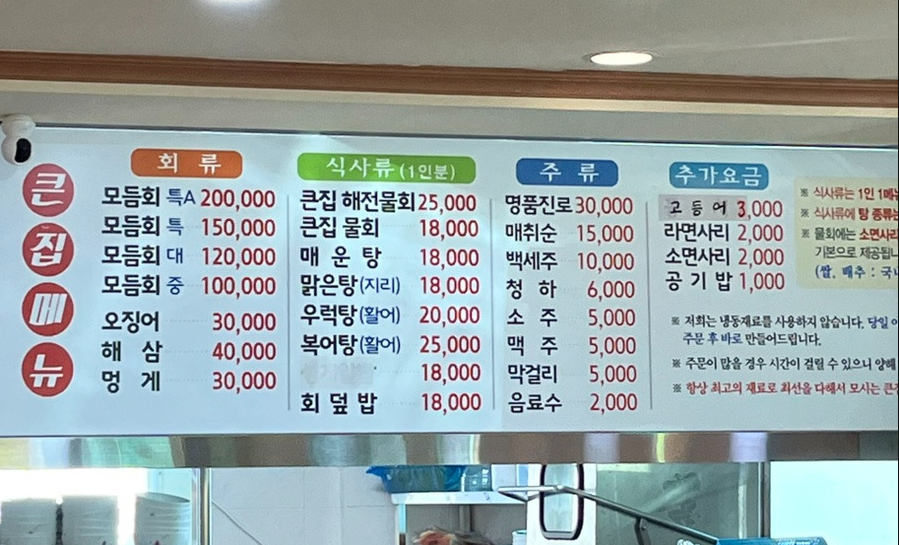 큰집메뉴
회 류
모듬회 특A 200,000
모듬회 특 150,000
모듬회 대 120,000
모듬회 중 100,000
오징어 30,000
해 삼 40,000
멍 게 30,000
식사류 (1인분)
큰집 해전물회 25,000
큰집 물회 18,000
매 운 탕 18,000
맑은탕(지리) 18,000
우럭탕(활어) 20,000
복어탕(활어) 25,000
18,000
회 덮 밥 18,000
주 류
명품진로 30,000
매취순 15,000
백세주 10,000
청 하 6,000
소 주 5,000
맥 주 5,000
막걸리 5,000
음료수 2,000
추가요금
고 등 어 3,000
라면사리 2,000
소면사리 2,000
공 기 밥 1,000
※ 식사류는 1인 1메뉴
※ 식사류에 탕 종류는
※ 물회에는 소면사리
기본으로 제공됩니
(쌀, 배추 : 국내
※ 저희는 냉동재료를 사용하지 않습니다. 당일
주문 후 바로 만들어드립니다.
※ 주문이 많을 경우 시간이 걸릴 수 있으니 양해
※ 항상 최고의 재료로 최선을 다해서 모시는 큰